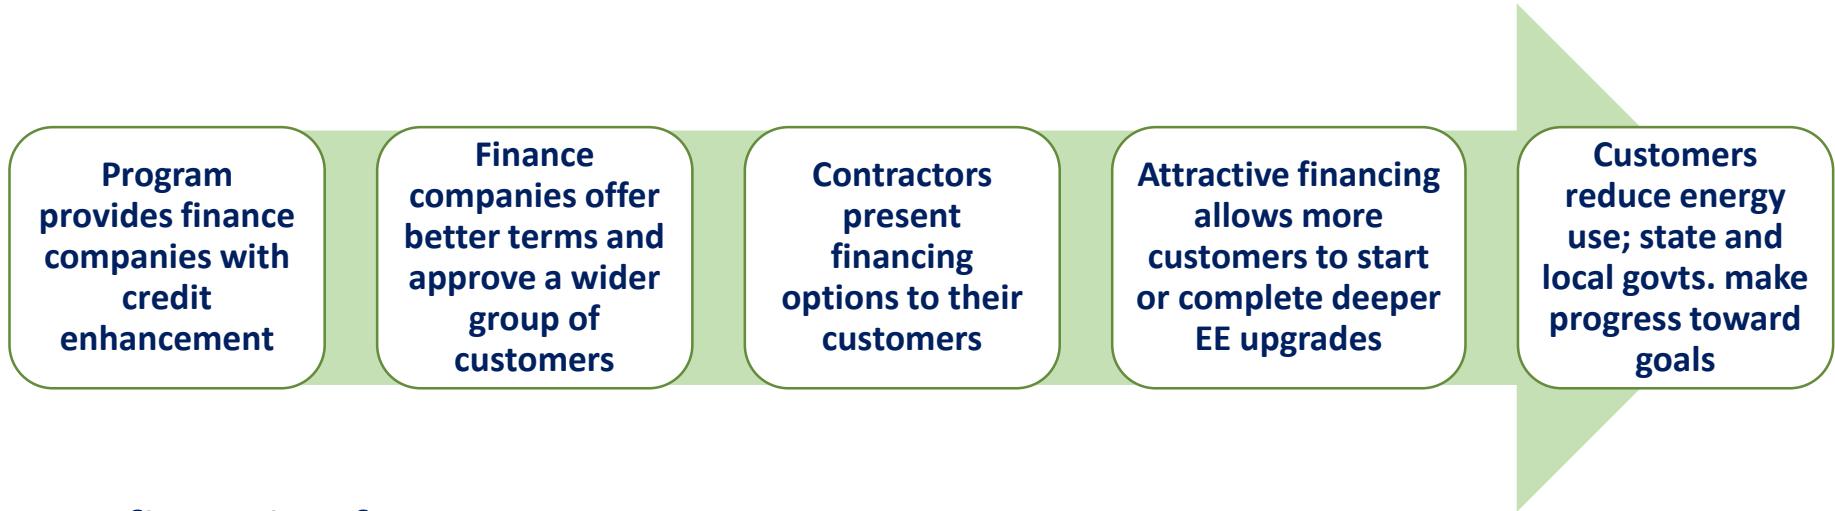 Program
provides finance
companies with
credit
enhancement
Finance
companies offer
better terms and
approve a wider
group of
customers
Contractors
present
financing
options to their
customers
Attractive financing
allows more
customers to start
or complete deeper
EE upgrades
Customers
reduce energy
use; state and
local govts. make
progress toward
goals